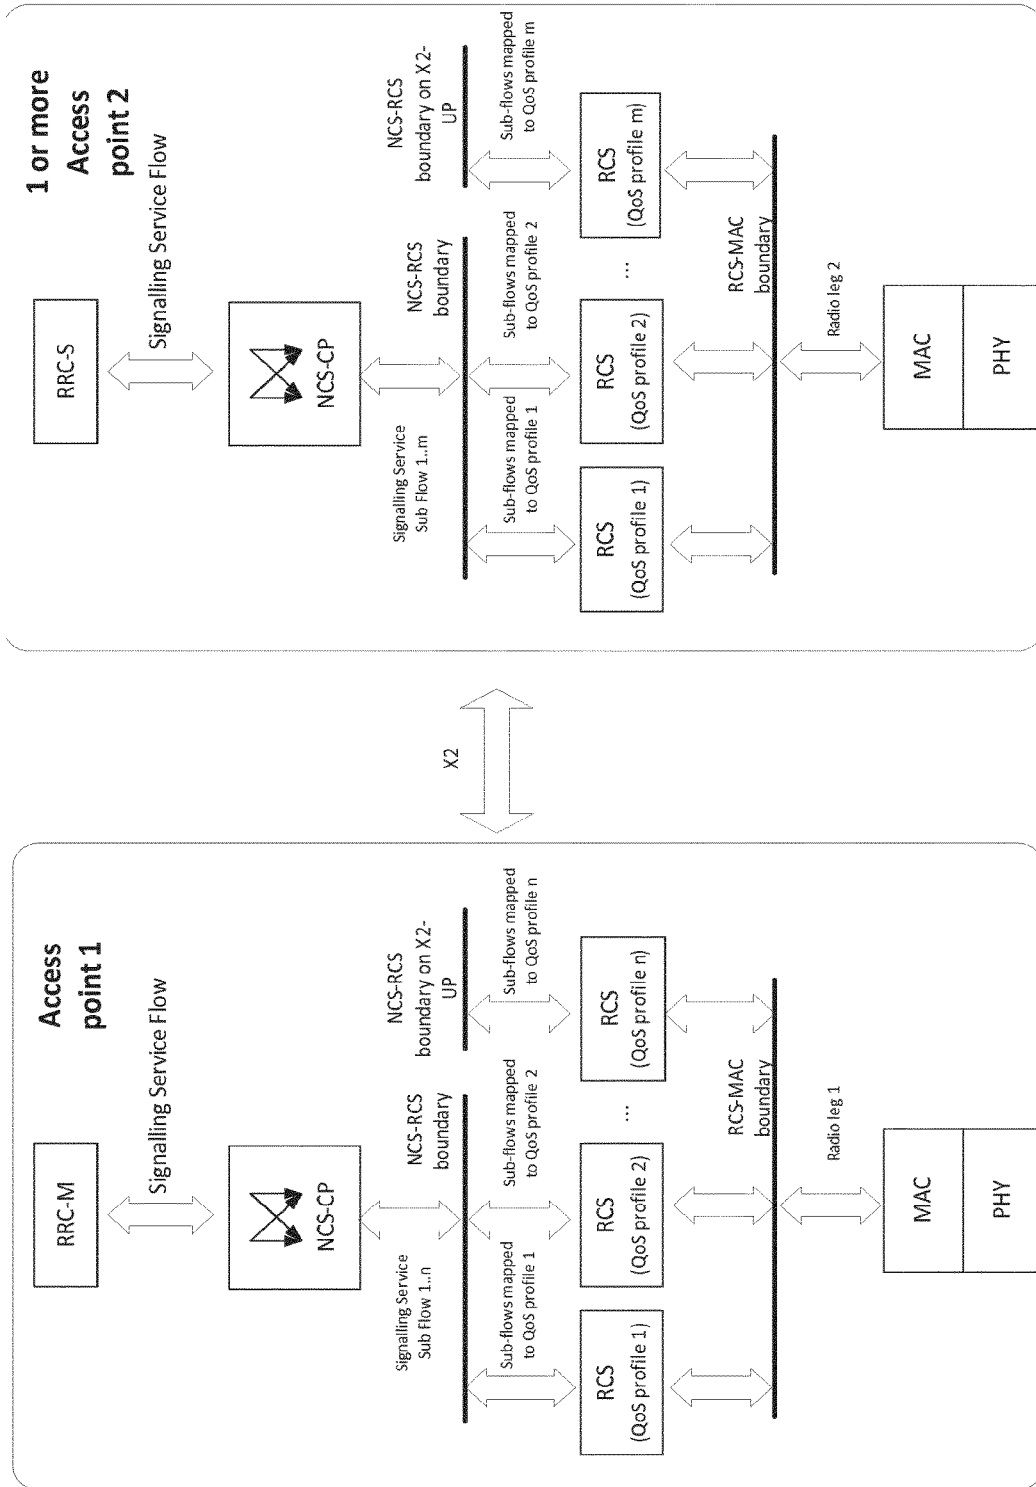 Access
point 1
RRC-M
Signalling Service Flow
NCS-CP
Signalling Service
Sub Flow 1..n
NCS-RCS
boundary
NCS-RCS
boundary on X2-
UP
Sub-flows mapped
to QoS profile 1
Sub-flows mapped
to QoS profile 2
Sub-flows mapped
to QoS profile n
RCS
(QoS profile 1)
RCS
(QoS profile 2)
...
RCS
(QoS profile n)
RCS-MAC
boundary
Radio leg 1
MAC
PHY
X2
1 or more
Access
point 2
RRC-S
Signalling Service Flow
NCS-CP
Signalling Service
Sub Flow 1..m
NCS-RCS
boundary
NCS-RCS
boundary on X2-
UP
Sub-flows mapped
to QoS profile 1
Sub-flows mapped
to QoS profile 2
Sub-flows mapped
to QoS profile m
RCS
(QoS profile 1)
RCS
(QoS profile 2)
...
RCS
(QoS profile m)
RCS-MAC
boundary
Radio leg 2
MAC
PHY